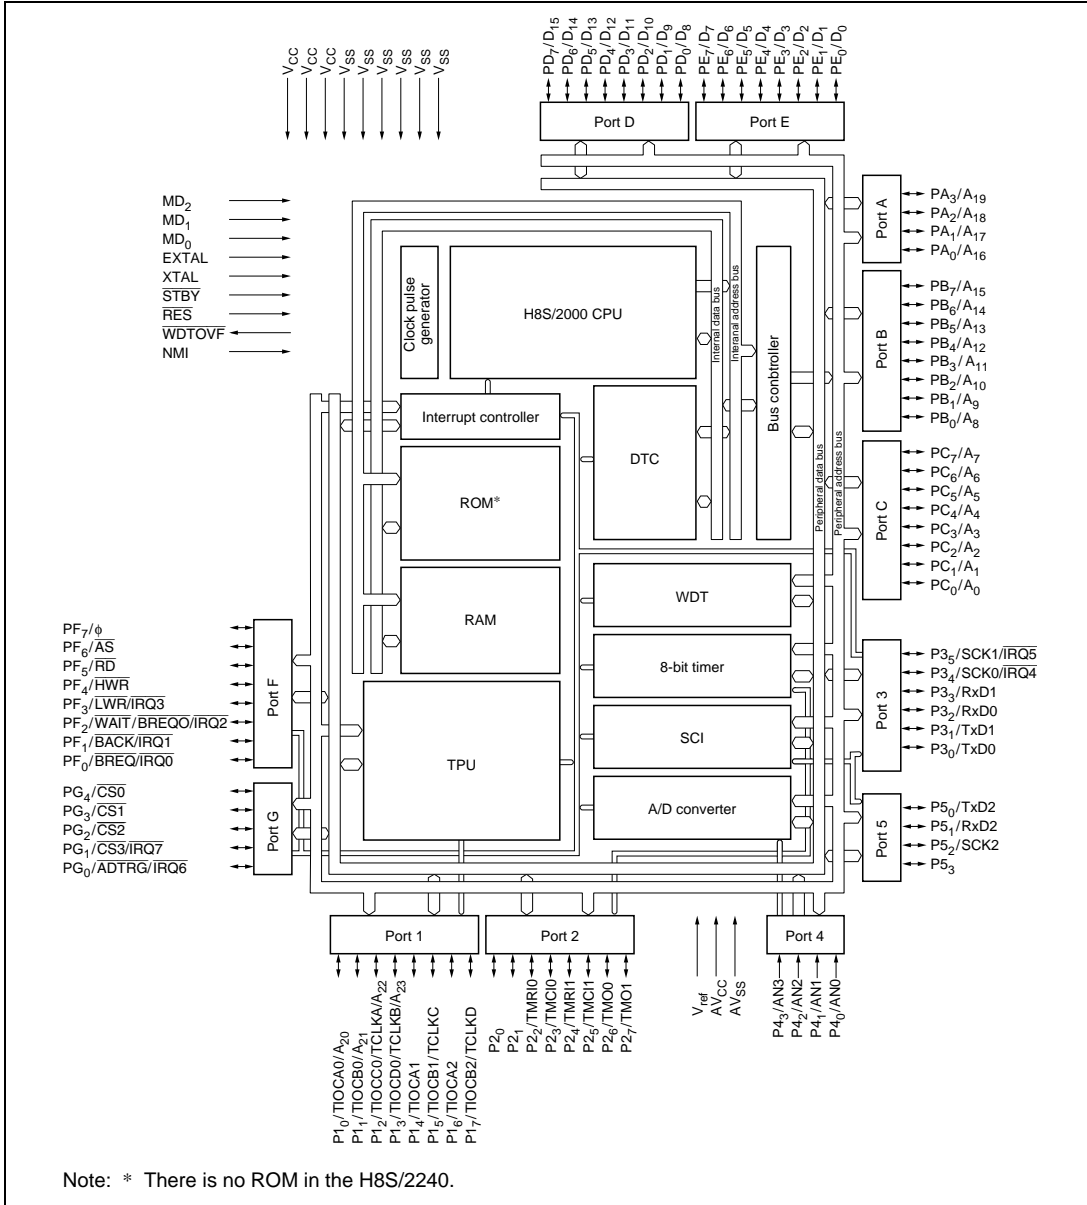 VCC
VCC
VCC
VSS
VSS
VSS
VSS
VSS
VSS
PD7/D15
PD6/D14
PD5/D13
PD4/D12
PD3/D11
PD2/D10
PD1/D9
PD0/D8
PE7/D7
PE6/D6
PE5/D5
PE4/D4
PE3/D3
PE2/D2
PE1/D1
PE0/D0
Port D
Port E
MD2
MD1
MD0
EXTAL
XTAL
STBY
RES
WDTOVF
NMI
Clock pulse
generator
H8S/2000 CPU
Internal data bus
Interanal address bus
Bus conbtroller
Interrupt controller
DTC
ROM*
RAM
TPU
WDT
8-bit timer
SCI
A/D converter
Peripheral data bus
Peripheral address bus
Port A
PA3/A19
PA2/A18
PA1/A17
PA0/A16
Port B
PB7/A15
PB6/A14
PB5/A13
PB4/A12
PB3/A11
PB2/A10
PB1/A9
PB0/A8
Port C
PC7/A7
PC6/A6
PC5/A5
PC4/A4
PC3/A3
PC2/A2
PC1/A1
PC0/A0
Port 3
P35/SCK1/IRQ5
P34/SCK0/IRQ4
P33/RxD1
P32/RxD0
P31/TxD1
P30/TxD0
Port 5
P50/TxD2
P51/RxD2
P52/SCK2
P53
PF7/ϕ
PF6/AS
PF5/RD
PF4/HWR
PF3/LWR/IRQ3
PF2/WAIT/BREQO/IRQ2
PF1/BACK/IRQ1
PF0/BREQ/IRQ0
Port F
PG4/CS0
PG3/CS1
PG2/CS2
PG1/CS3/IRQ7
PG0/ADTRG/IRQ6
Port G
Port 1
Port 2
Port 4
P10/TIOCA0/A20
P11/TIOCB0/A21
P12/TIOCC0/TCLKA/A22
P13/TIOCD0/TCLKB/A23
P14/TIOCA1
P15/TIOCB1/TCLKC
P16/TIOCA2
P17/TIOCB2/TCLKD
P20
P21
P22/TMRI0
P23/TMCI0
P24/TMRI1
P25/TMCI1
P26/TMO0
P27/TMO1
Vref
AVCC
AVSS
P43/AN3
P42/AN2
P41/AN1
P40/AN0
Note: * There is no ROM in the H8S/2240.